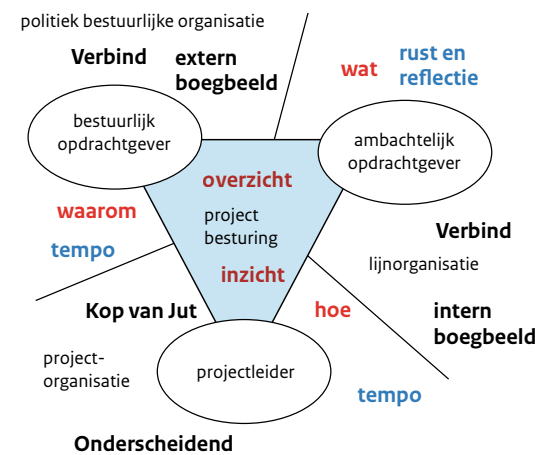 politiek bestuurlijke organisatie
Verbind
extern
boegbeeld
wat
rust en
reflectie
bestuurlijk
opdrachtgever
ambachtelijk
opdrachtgever
overzicht
waarom
project
besturing
tempo
inzicht
Verbind
lijnorganisatie
Kop van Jut
hoe
intern
boegbeeld
project-
organisatie
projectleider
tempo
Onderscheidend